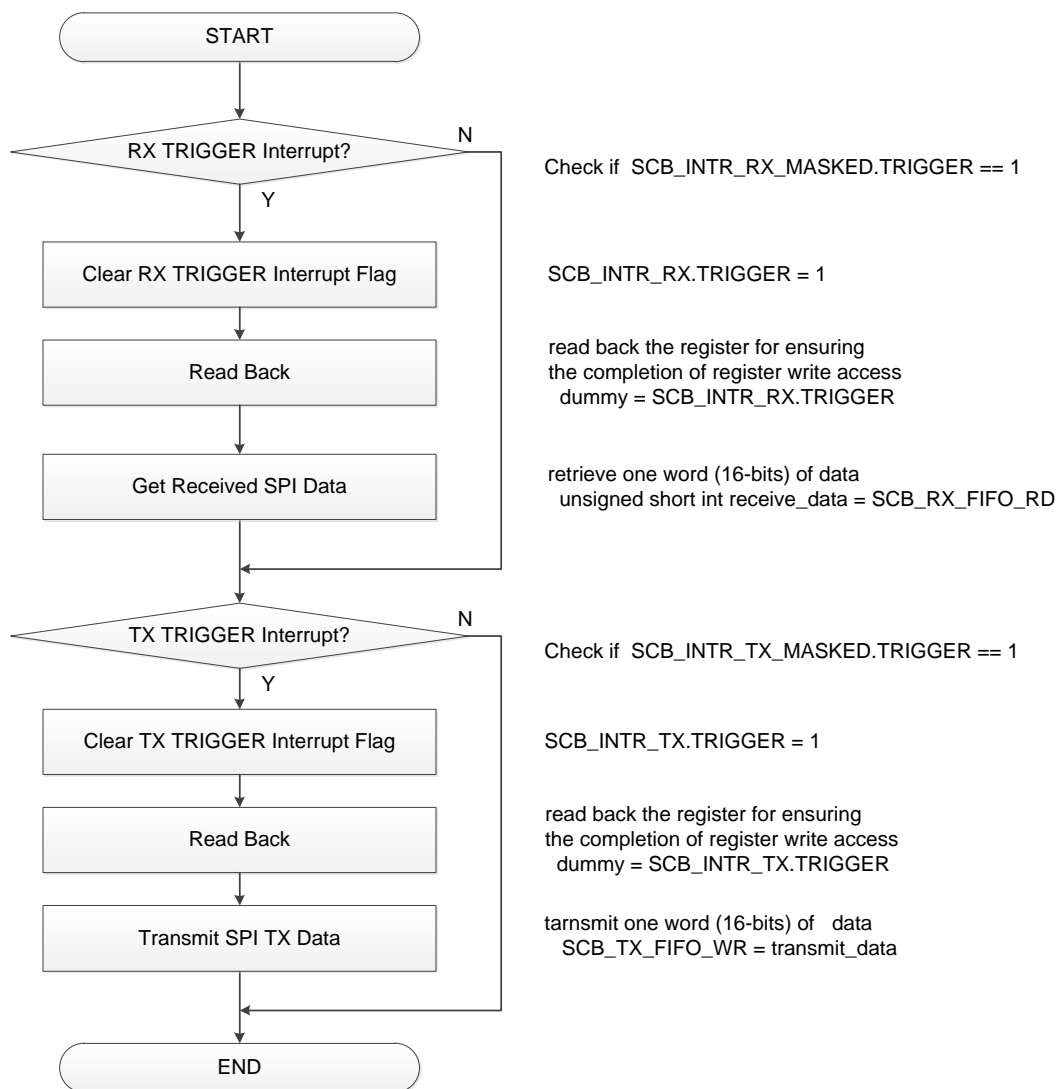 START
N
RX TRIGGER Interrupt?
Check if  SCB_INTR_RX_MASKED.TRIGGER == 1
Y
Clear RX TRIGGER Interrupt Flag
SCB_INTR_RX.TRIGGER = 1
read back the register for ensuring
the completion of register write access
dummy = SCB_INTR_RX.TRIGGER
Read Back
retrieve one word (16-bits) of data
unsigned short int receive_data = SCB_RX_FIFO_RD
Get Received SPI Data
N
TX TRIGGER Interrupt?
Check if  SCB_INTR_TX_MASKED.TRIGGER == 1
Y
Clear TX TRIGGER Interrupt Flag
SCB_INTR_TX.TRIGGER = 1
read back the register for ensuring
the completion of register write access
dummy = SCB_INTR_TX.TRIGGER
Read Back
tarnsmit one word (16-bits) of   data
SCB_TX_FIFO_WR = transmit_data
Transmit SPI TX Data
END